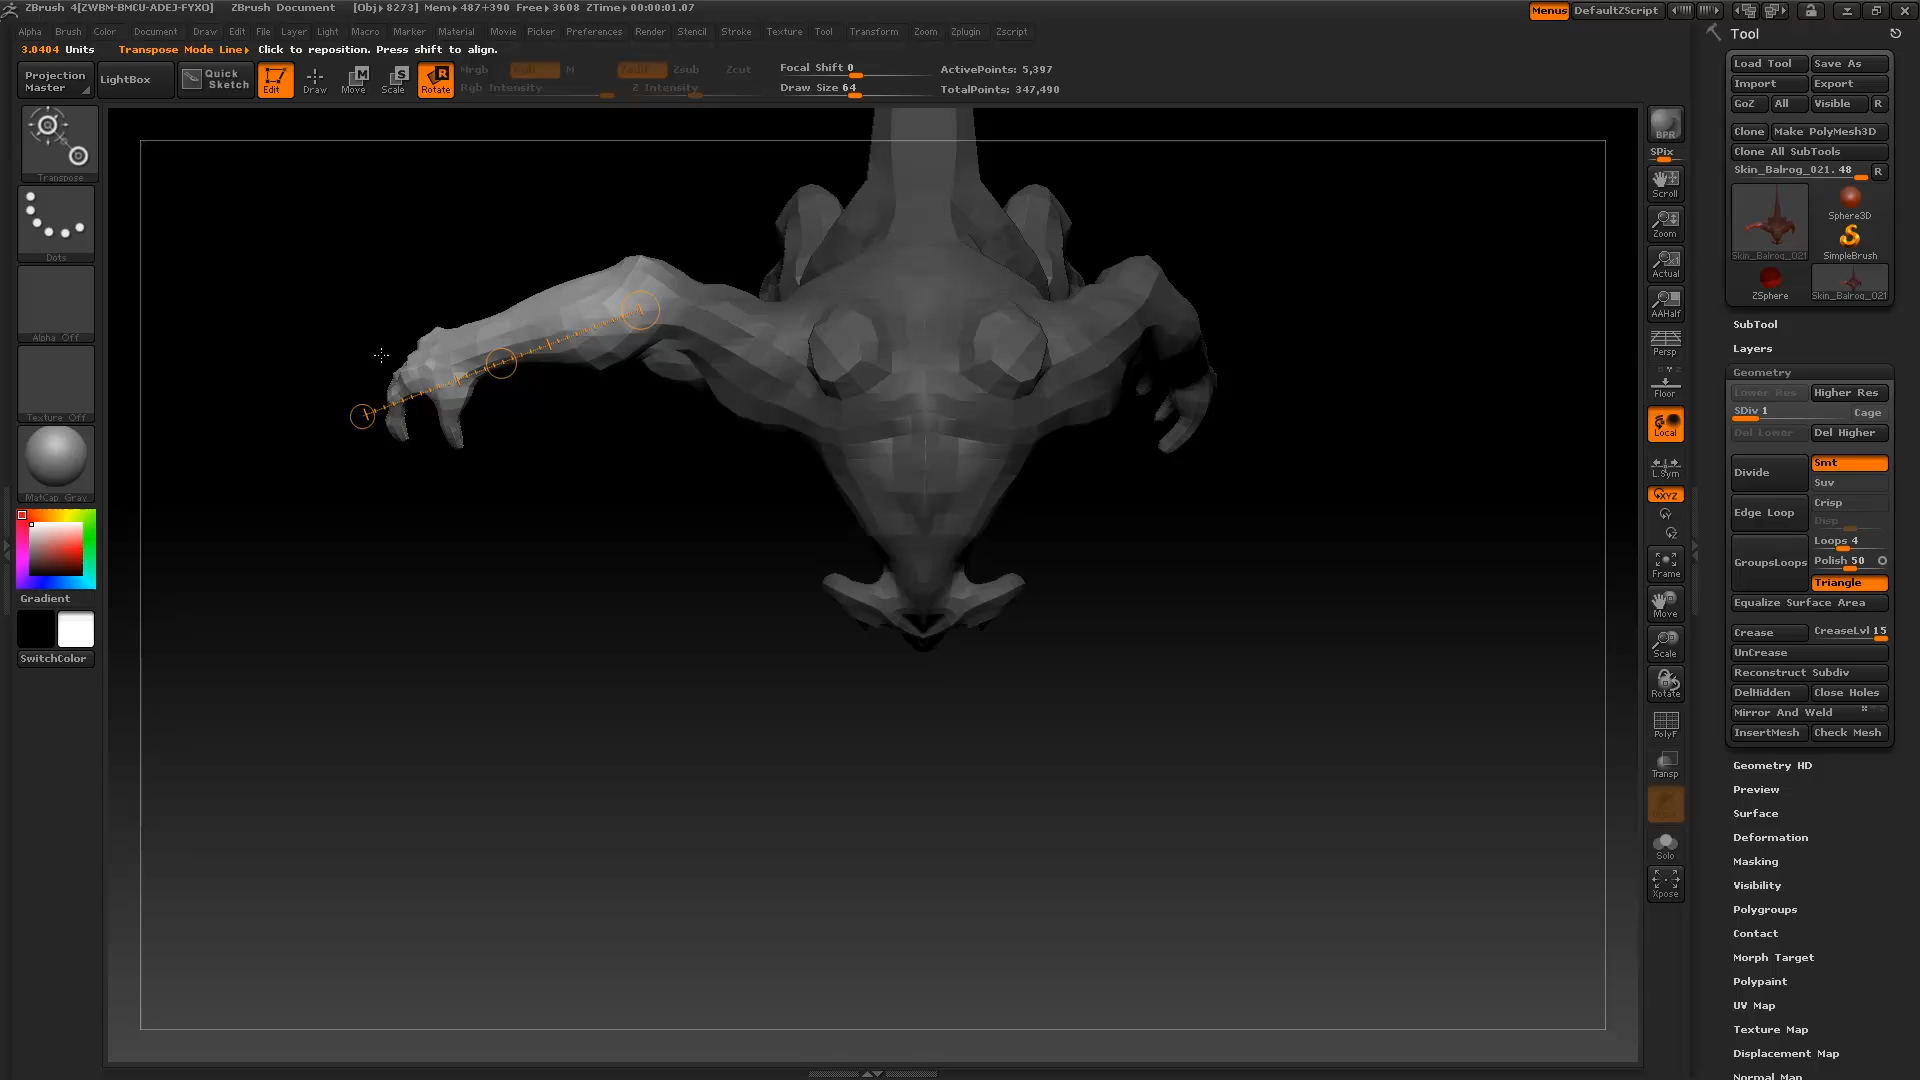 ZBrush 4[ZWBM-BMCU-ADEJ-FYXO] ZBrush Document [Obj▸ 8273] Mem▸ 487+390 Free▸ 3608 ZTime▸ 00:00:01.07 Menus DefaultZScript
Alpha Brush Color Document Draw Edit File Layer Light Macro Marker Material Movie Picker Preferences Render Stencil Stroke Texture Tool Transform Zoom Zplugin Zscript
3.0404 Units Transpose Mode Line▸ Click to reposition. Press shift to align.
Projection Master
LightBox
Quick Sketch
Edit
Draw
Move
Scale
Rotate
Mrgb
M
Rgb Intensity
Zsub
Zcut
Z Intensity
Focal Shift 0
Draw Size 64
ActivePoints: 5,397
TotalPoints: 347,490
Transpose
Dots
Alpha Off
Texture Off
MatCap Gray
Gradient
SwitchColor
BPR
SPix
Scroll
Zoom
Actual
AAHalf
Persp
Floor
Local
L.Sym
XYZ
Y
Z
Frame
Move
Scale
Rotate
PolyF
Transp
Solo
Xpose
Tool
Load Tool Save As
Import Export
GoZ All Visible R
Clone Make PolyMesh3D
Clone All SubTools
Skin_Balrog_021. 48 R
Sphere3D
Skin_Balrog_021 SimpleBrush
ZSphere Skin_Balrog_021
SubTool
Layers
Geometry
Lower Res Higher Res
SDiv 1 Cage
Del Lower Del Higher
Divide
Smt
Suv
Edge Loop
Crisp
Disp
Loops 4
GroupsLoops
Polish 50
Triangle
Equalize Surface Area
Crease CreaseLvl 15
UnCrease
Reconstruct Subdiv
DelHidden Close Holes
Mirror And Weld
InsertMesh Check Mesh
Geometry HD
Preview
Surface
Deformation
Masking
Visibility
Polygroups
Contact
Morph Target
Polypaint
UV Map
Texture Map
Displacement Map
Normal Map